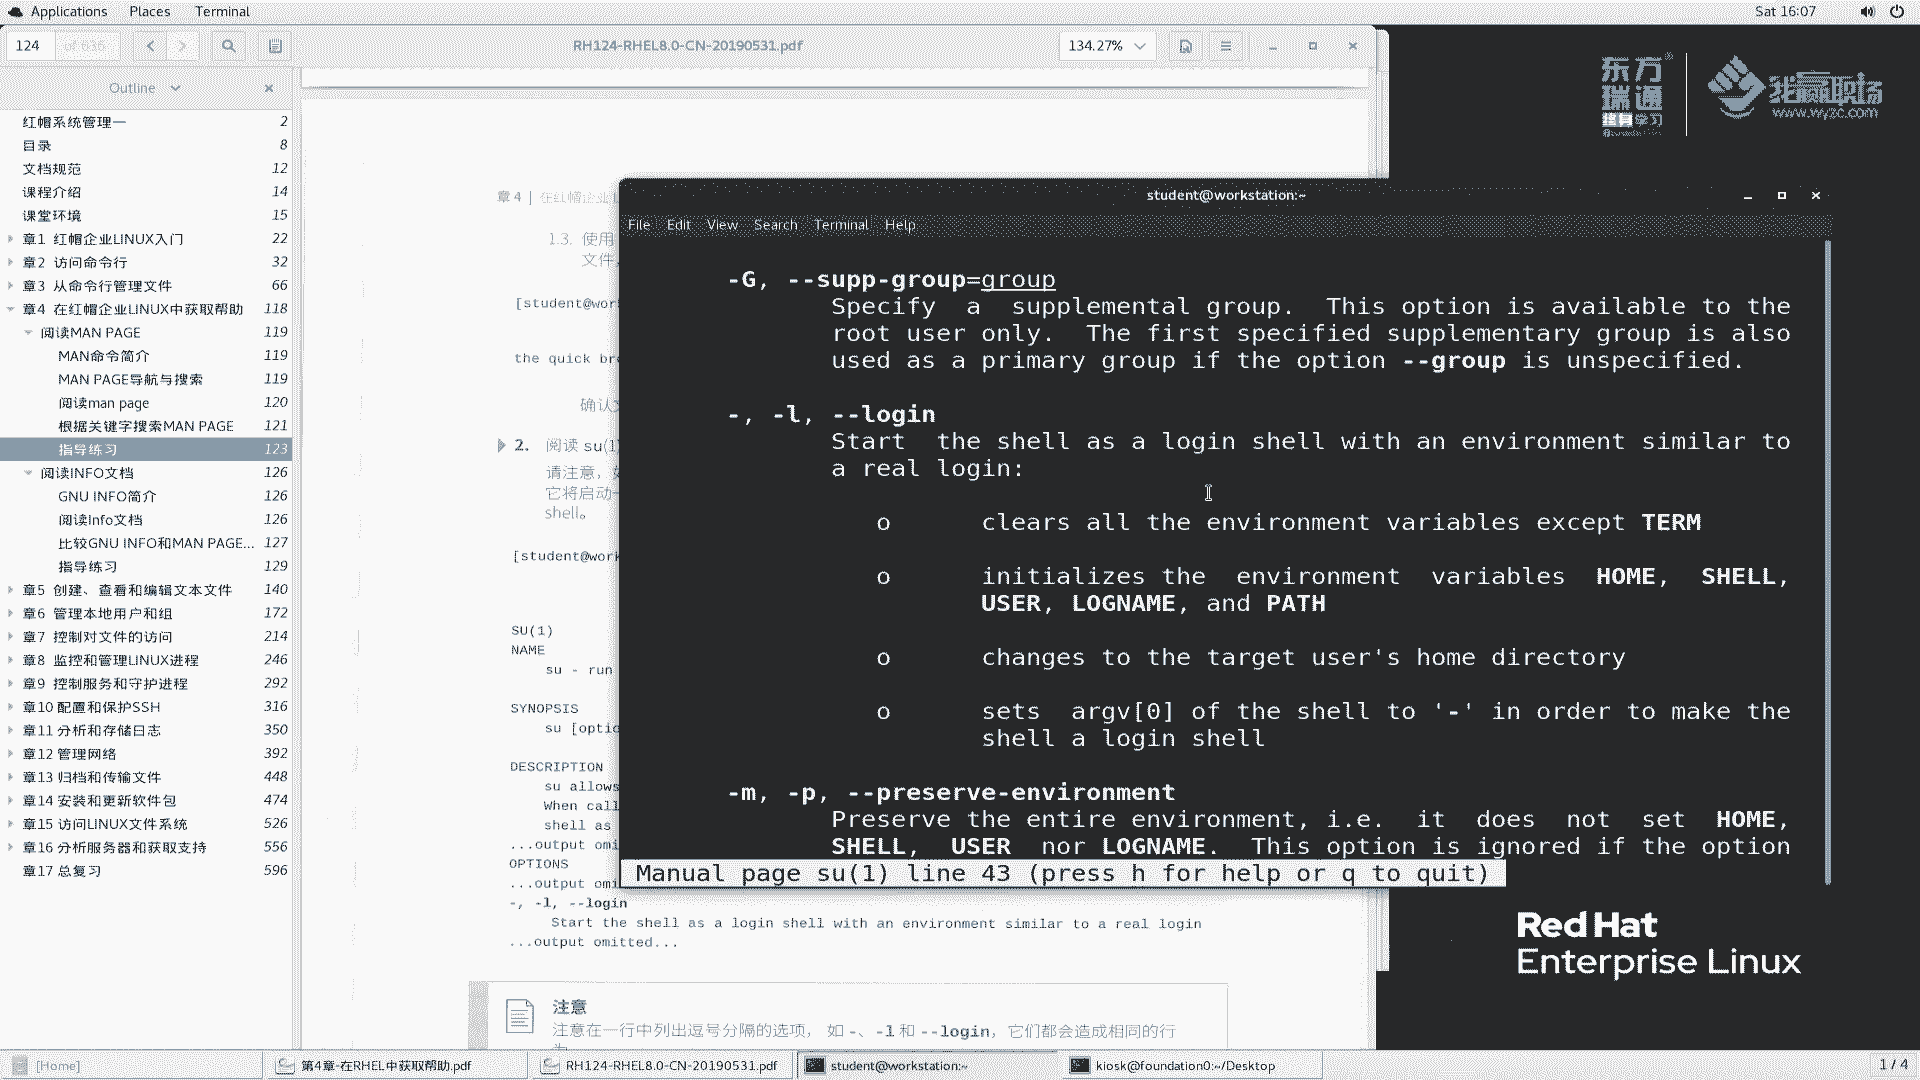 Applications Places Terminal
Sat 16:07
124 of 636
RH124-RHEL8.0-CN-20190531.pdf
134.27%
Outline
红帽系统管理一 2
目录 8
文档规范 12
课程介绍 14
课堂环境 15
章1 红帽企业LINUX入门 22
章2 访问命令行 32
章3 从命令行管理文件 66
章4 在红帽企业LINUX中获取帮助 118
阅读MAN PAGE 119
MAN命令简介 119
MAN PAGE导航与搜索 119
阅读man page 120
根据关键字搜索MAN PAGE 121
指导练习 123
阅读INFO文档 126
GNU INFO简介 126
阅读Info文档 126
比较GNU INFO和MAN PAGE... 127
指导练习 129
章5 创建、查看和编辑文本文件 140
章6 管理本地用户和组 172
章7 控制对文件的访问 214
章8 监控和管理LINUX进程 246
章9 控制服务和守护进程 292
章10 配置和保护SSH 316
章11 分析和存储日志 350
章12 管理网络 392
章13 归档和传输文件 448
章14 安装和更新软件包 474
章15 访问LINUX文件系统 526
章16 分析服务器和获取支持 556
章17 总复习 596
章4 | 在红帽企业
1.3. 使用
文件,
[student@wor
the quick br
确认
2. 阅读 su(1)
请注意,
它将启动一
shell。
[student@work
SU(1)
NAME
su - run
SYNOPSIS
su [optio
DESCRIPTION
su allows
When call
shell as
...output omi
OPTIONS
...output omi
-, -l, --login
Start the shell as a login shell with an environment similar to a real login
...output omitted...
注意
注意在一行中列出逗号分隔的选项, 如 -、-l 和 --login, 它们都会造成相同的行
student@workstation:~
File Edit View Search Terminal Help
-G, --supp-group=group
Specify a supplemental group. This option is available to the
root user only. The first specified supplementary group is also
used as a primary group if the option --group is unspecified.
-, -l, --login
Start the shell as a login shell with an environment similar to
a real login:
o clears all the environment variables except TERM
o initializes the environment variables HOME, SHELL,
USER, LOGNAME, and PATH
o changes to the target user's home directory
o sets argv[0] of the shell to '-' in order to make the
shell a login shell
-m, -p, --preserve-environment
Preserve the entire environment, i.e. it does not set HOME,
SHELL, USER nor LOGNAME. This option is ignored if the option
Manual page su(1) line 43 (press h for help or q to quit)
东方
瑞通
终身学习
我赢职场
www.wyzc.com
Red Hat
Enterprise Linux
[Home]
第4章-在RHEL中获取帮助.pdf
RH124-RHEL8.0-CN-20190531.pdf
student@workstation:~
kiosk@foundation0:~/Desktop
1 / 4